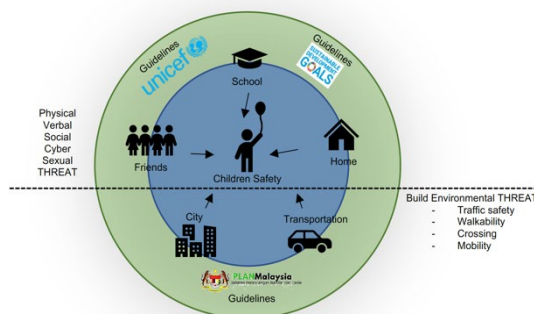 Guidelines
unicef
Guidelines
SUSTAINABLE
DEVELOPMENT
GOALS
School
Physical
Verbal
Social
Cyber
Sexual
THREAT
Friends
Home
Children Safety
City
Transportation
Build Environmental THREAT
- Traffic safety
- Walkability
- Crossing
- Mobility
PLANMalaysia
Guidelines